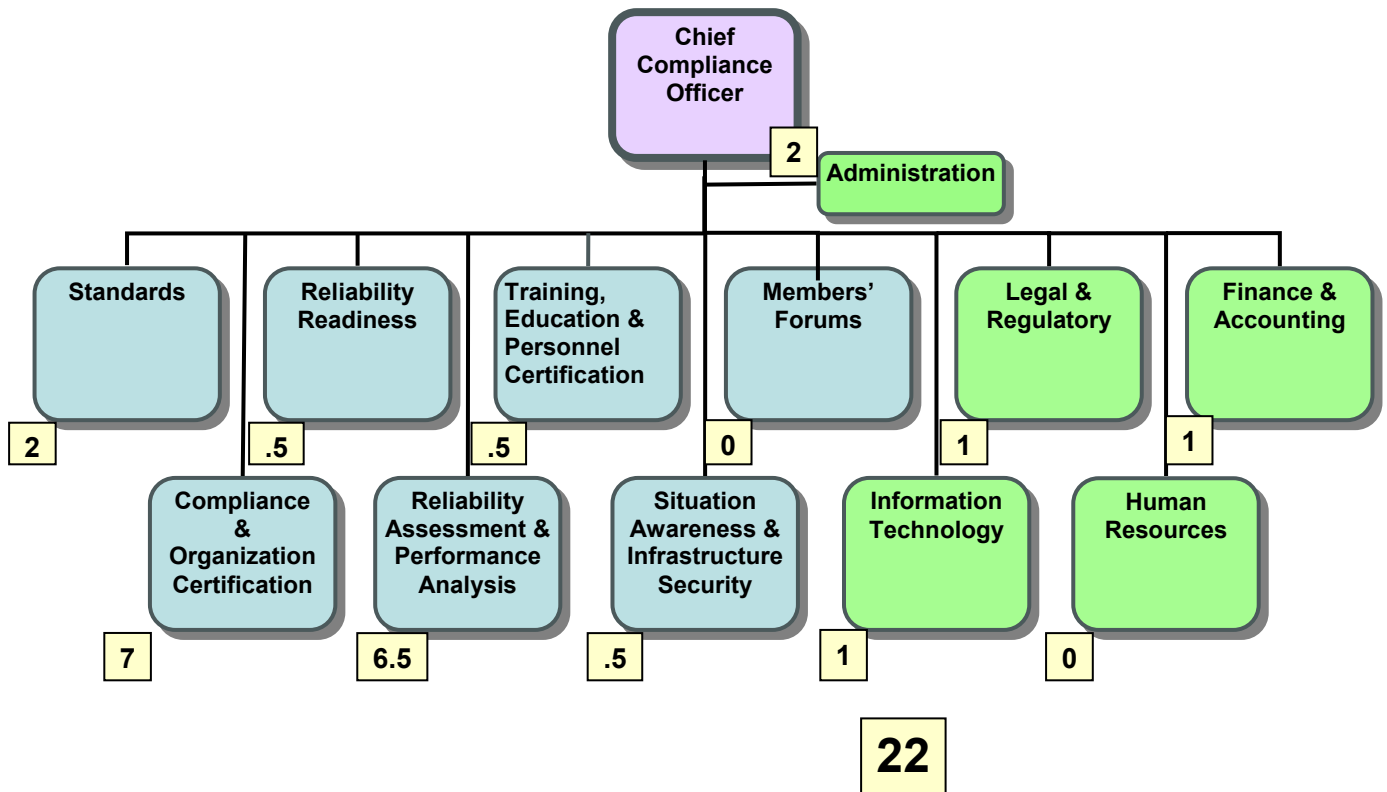 Chief
Compliance
Officer
2
Administration
Standards
Reliability
Readiness
Training,
Education &
Personnel
Certification
Members’
Forums
Legal &
Regulatory
Finance &
Accounting
2
.5
.5
0
1
1
Compliance
&
Organization
Certification
Reliability
Assessment &
Performance
Analysis
Situation
Awareness &
Infrastructure
Security
Information
Technology
Human
Resources
7
6.5
.5
1
0
22